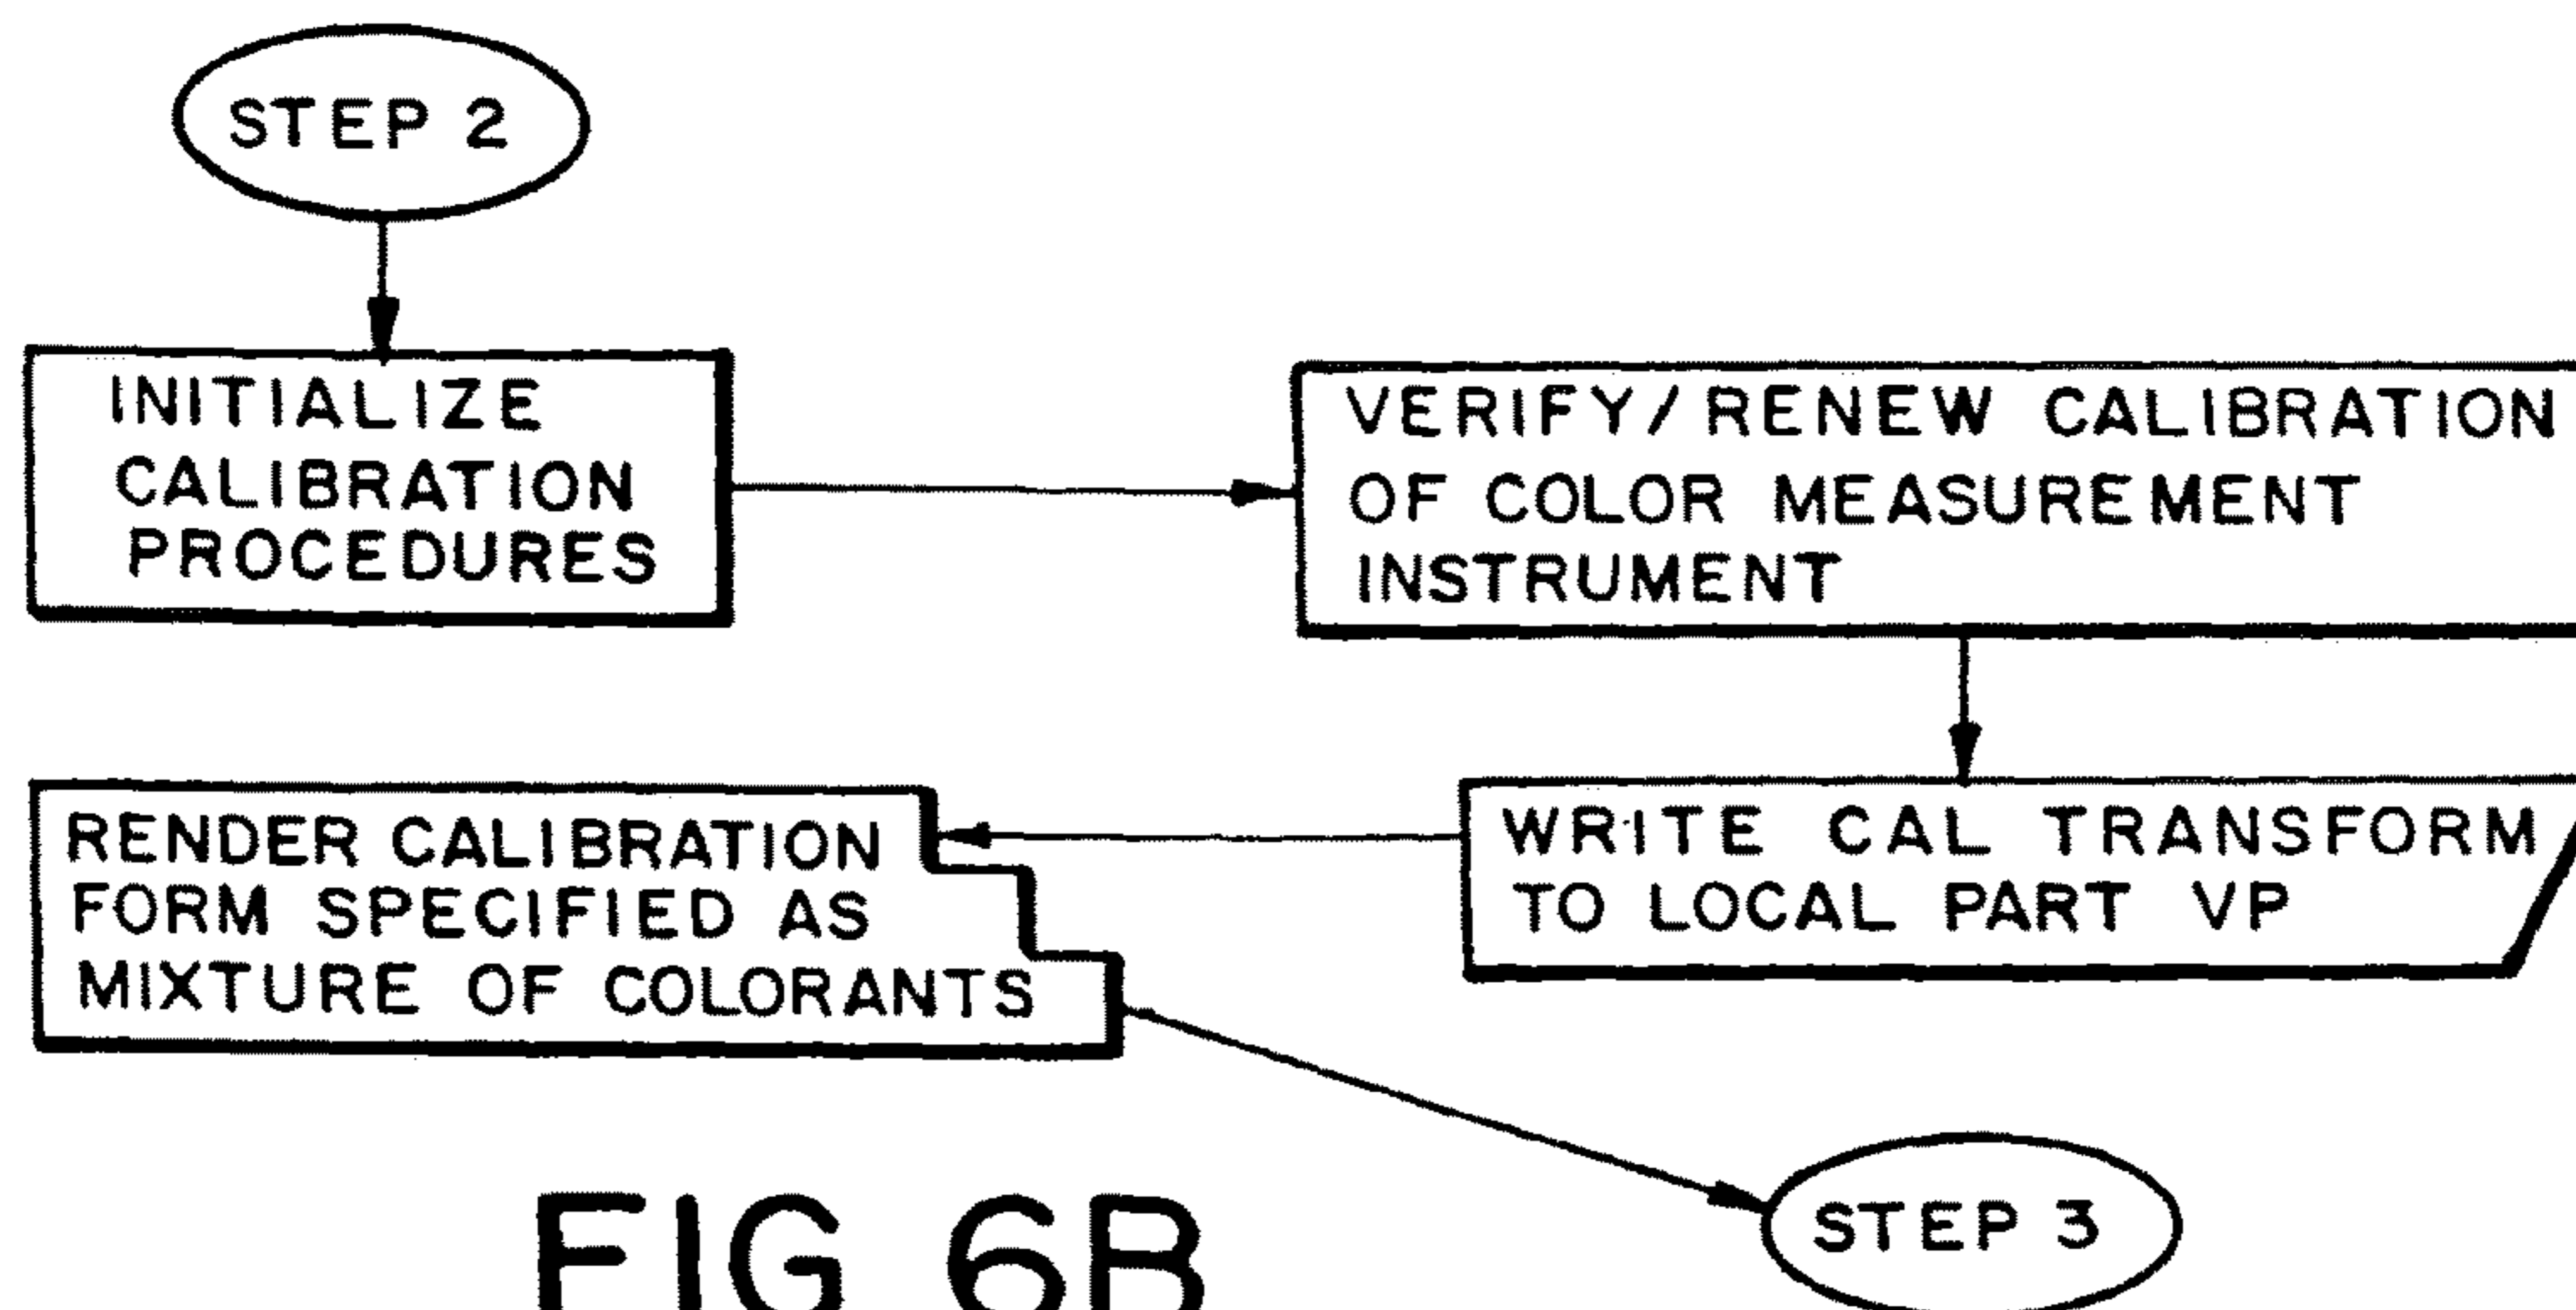 STEP 2
INITIALIZE
CALIBRATION
PROCEDURES
VERIFY/RENEW CALIBRATION
OF COLOR MEASUREMENT
INSTRUMENT
WRITE CAL TRANSFORM
TO LOCAL PART VP
RENDER CALIBRATION
FORM SPECIFIED AS
MIXTURE OF COLORANTS
STEP 3
FIG 6B